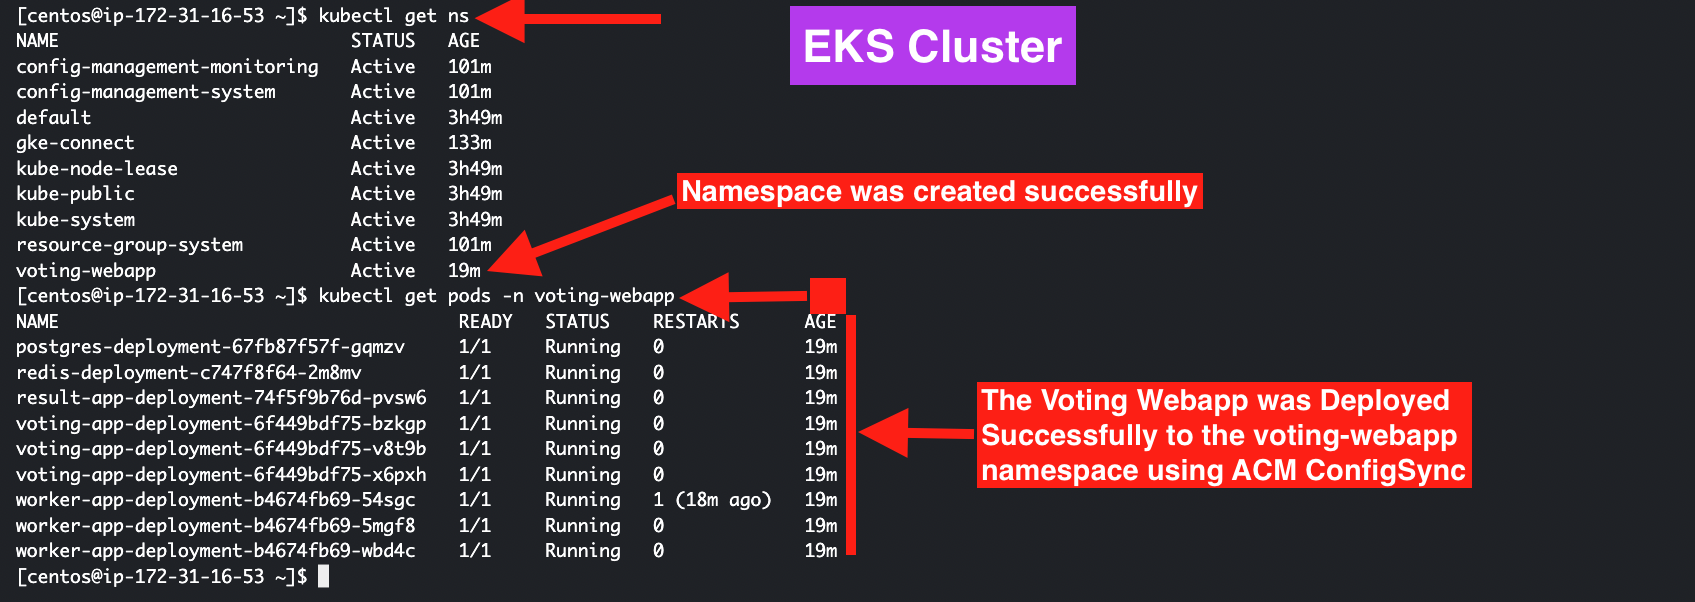 [centos@ip-172-31-16-53 ~]$ kubectl get ns
EKS Cluster
NAME STATUS AGE
config-management-monitoring Active 101m
config-management-system Active 101m
default Active 3h49m
gke-connect Active 133m
kube-node-lease Active 3h49m
kube-public Active 3h49m
kube-system Active 3h49m
resource-group-system Active 101m
voting-webapp Active 19m
Namespace was created successfully
[centos@ip-172-31-16-53 ~]$ kubectl get pods -n voting-webapp
NAME READY STATUS RESTARTS AGE
postgres-deployment-67fb87f57f-gqmzv 1/1 Running 0 19m
redis-deployment-c747f8f64-2m8mv 1/1 Running 0 19m
result-app-deployment-74f5f9b76d-pvsw6 1/1 Running 0 19m
voting-app-deployment-6f449bdf75-bzkgp 1/1 Running 0 19m
voting-app-deployment-6f449bdf75-v8t9b 1/1 Running 0 19m
voting-app-deployment-6f449bdf75-x6pxh 1/1 Running 0 19m
worker-app-deployment-b4674fb69-54sgc 1/1 Running 1 (18m ago) 19m
worker-app-deployment-b4674fb69-5mgf8 1/1 Running 0 19m
worker-app-deployment-b4674fb69-wbd4c 1/1 Running 0 19m
[centos@ip-172-31-16-53 ~]$
The Voting Webapp was Deployed
Successfully to the voting-webapp
namespace using ACM ConfigSync